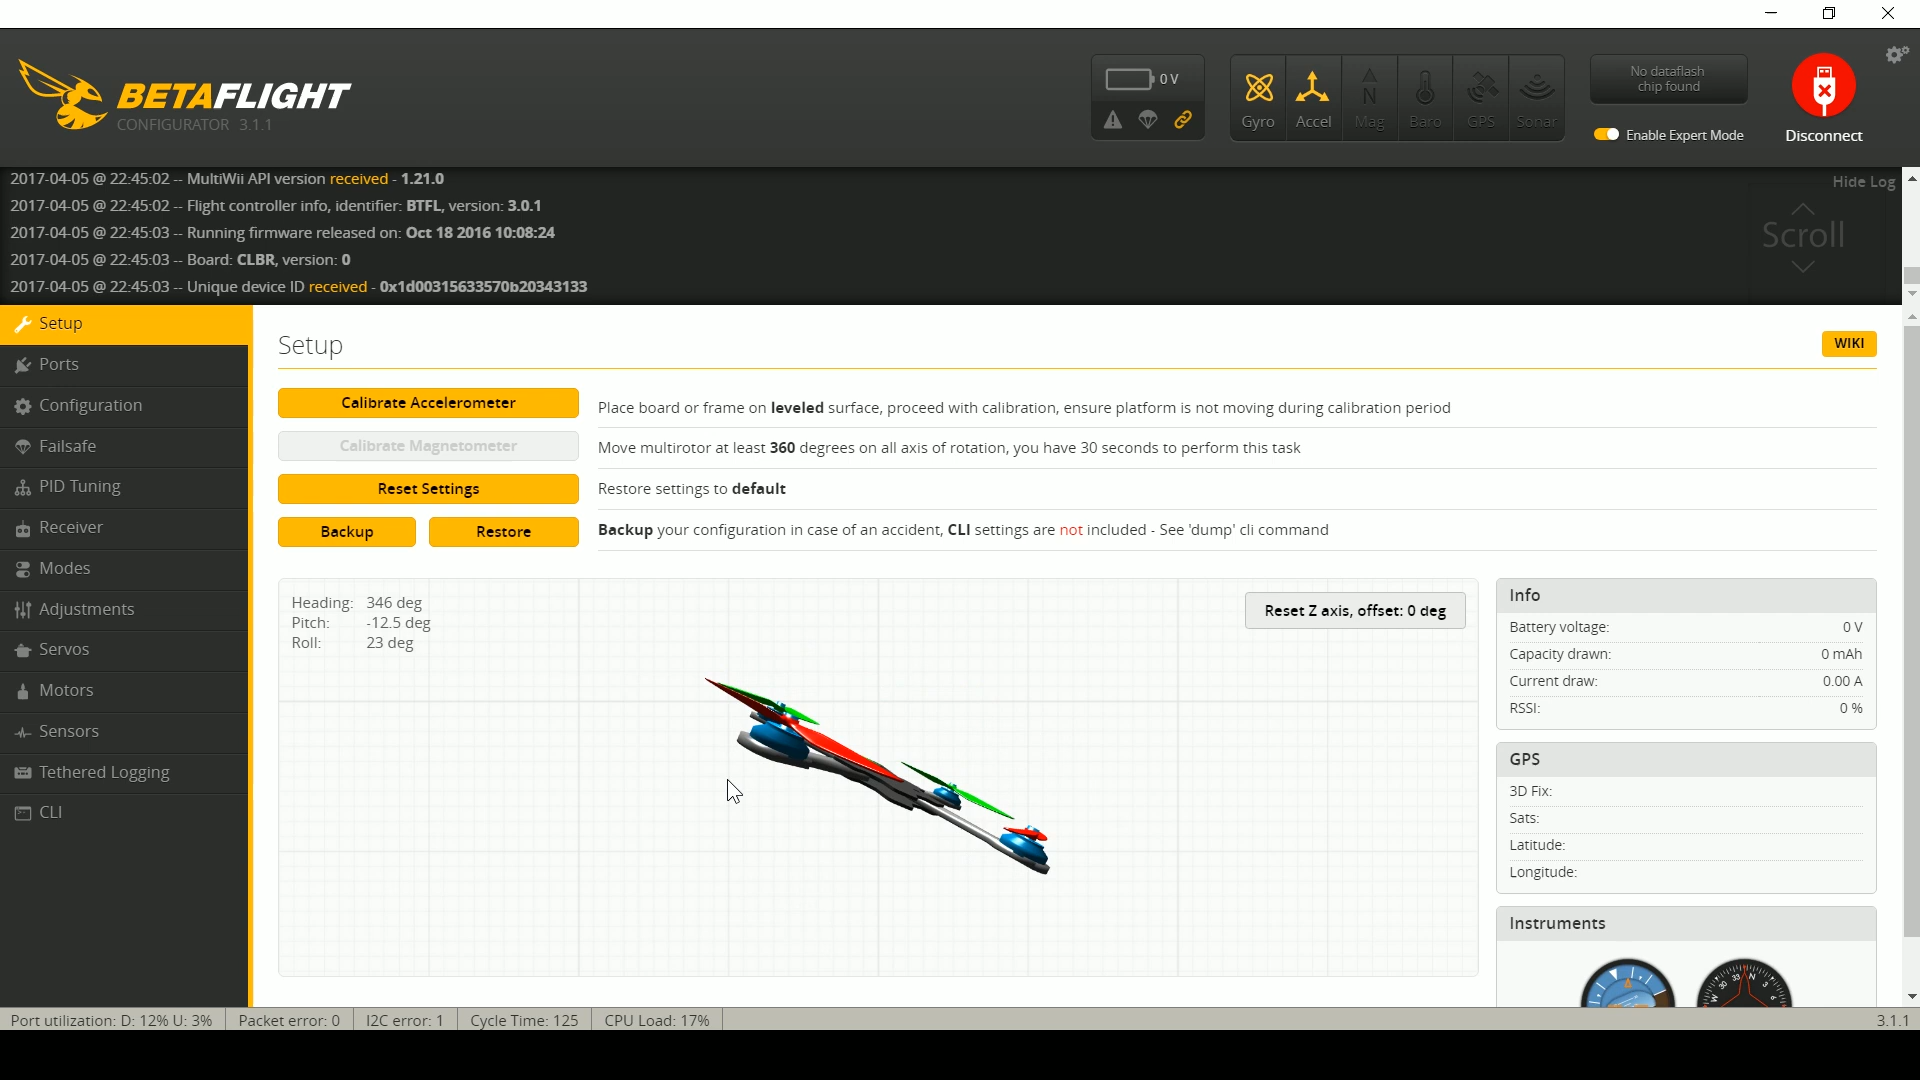 BETAFLIGHT
CONFIGURATOR 3.1.1
0 V
Gyro
Accel
Mag
Baro
GPS
Sonar
No dataflash
chip found
Enable Expert Mode
Disconnect
2017-04-05 @ 22:45:02 -- MultiWii API version received - 1.21.0
2017-04-05 @ 22:45:02 -- Flight controller info, identifier: BTFL, version: 3.0.1
2017-04-05 @ 22:45:03 -- Running firmware released on: Oct 18 2016 10:08:24
2017-04-05 @ 22:45:03 -- Board: CLBR, version: 0
2017-04-05 @ 22:45:03 -- Unique device ID received - 0x1d00315633570b20343133
Hide Log
Scroll
Setup
Ports
Configuration
Failsafe
PID Tuning
Receiver
Modes
Adjustments
Servos
Motors
Sensors
Tethered Logging
CLI
Setup
WIKI
Calibrate Accelerometer
Place board or frame on leveled surface, proceed with calibration, ensure platform is not moving during calibration period
Calibrate Magnetometer
Move multirotor at least 360 degrees on all axis of rotation, you have 30 seconds to perform this task
Reset Settings
Restore settings to default
Backup
Restore
Backup your configuration in case of an accident, CLI settings are not included - See 'dump' cli command
Heading: 346 deg
Pitch: -12.5 deg
Roll: 23 deg
Reset Z axis, offset: 0 deg
Info
Battery voltage: 0 V
Capacity drawn: 0 mAh
Current draw: 0.00 A
RSSI: 0 %
GPS
3D Fix:
Sats:
Latitude:
Longitude:
Instruments
30 33 N 3 6
W
Port utilization: D: 12% U: 3%
Packet error: 0
I2C error: 1
Cycle Time: 125
CPU Load: 17%
3.1.1